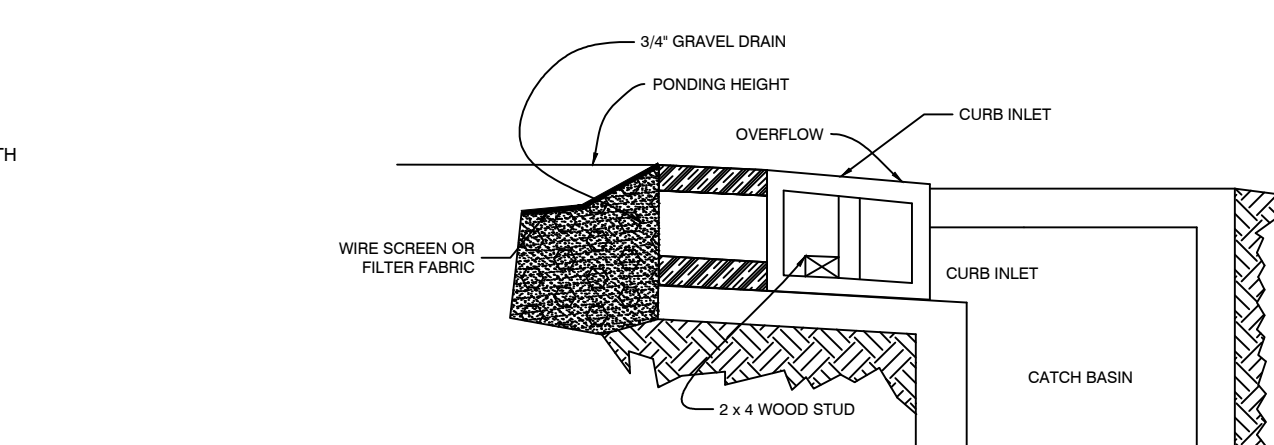 3/4" GRAVEL DRAIN
PONDING HEIGHT
CURB INLET
OVERFLOW
TH
WIRE SCREEN OR
FILTER FABRIC
CURB INLET
CATCH BASIN
2 x 4 WOOD STUD